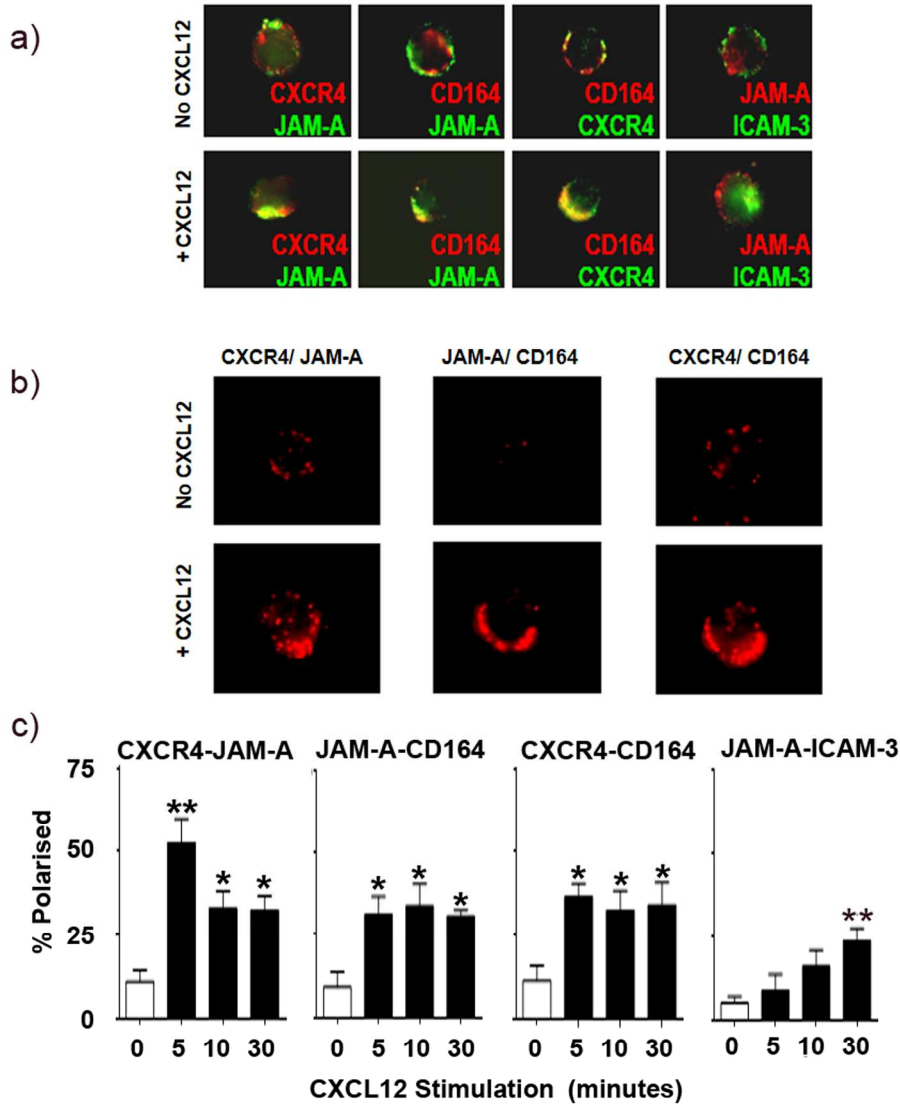 a)
No CXCL12
CXCR4
JAM-A
CD164
JAM-A
CD164
CXCR4
JAM-A
ICAM-3
+CXCL12
CXCR4
JAM-A
CD164
JAM-A
CD164
CXCR4
JAM-A
ICAM-3
b)
CXCR4/ JAM-A
JAM-A/ CD164
CXCR4/ CD164
No CXCL12
+ CXCL12
c)
CXCR4-JAM-A
JAM-A-CD164
CXCR4-CD164
JAM-A-ICAM-3
% Polarised
75
50
25
0
** * *
* * *
* * *
**
0 5 10 30
0 5 10 30
0 5 10 30
0 5 10 30
CXCL12 Stimulation (minutes)